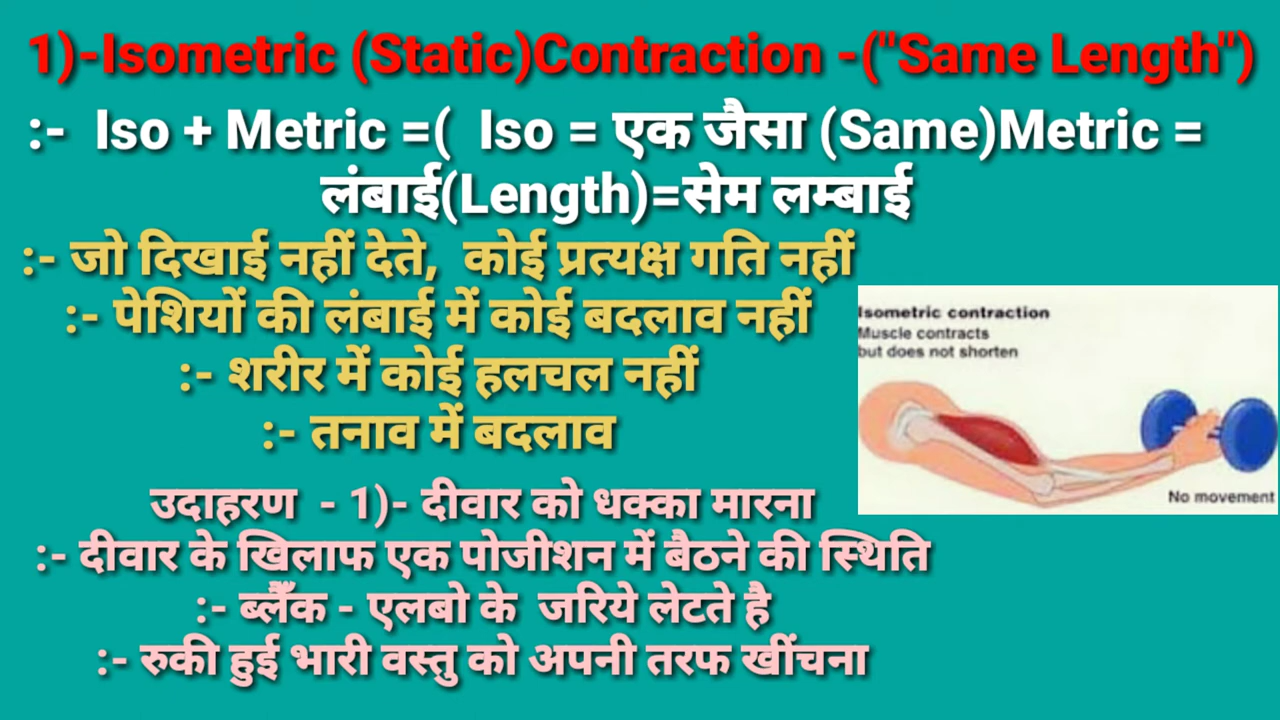 1)-Isometric (Static)Contraction -("Same Length")
:- Iso + Metric =( Iso = एक जैसा (Same)Metric =
लंबाई(Length)=सेम लम्बाई
:- जो दिखाई नहीं देते, कोई प्रत्यक्ष गति नहीं
:- पेशियों की लंबाई में कोई बदलाव नहीं
:- शरीर में कोई हलचल नहीं
:- तनाव में बदलाव
Isometric contraction
Muscle contracts
but does not shorten
No movement
उदाहरण - 1)- दीवार को धक्का मारना
:- दीवार के खिलाफ एक पोजीशन में बैठने की स्थिति
:- ब्लैँक - एलबो के जरिये लेटते है
:- रुकी हुई भारी वस्तु को अपनी तरफ खींचना